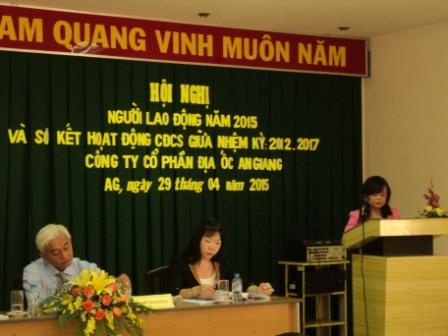 AM QUANG VINH MUÔN NĂM
HỘI NGHỊ
NGƯỜI LAO ĐỘNG NĂM 2015
VÀ SƠ KẾT HOẠT ĐỘNG CĐCS GIỮA NHIỆM KỲ: 2012.2017
CÔNG TY CỔ PHẦN ĐỊA ỐC AN GIANG
AG, ngày 29 tháng 04 năm 2015